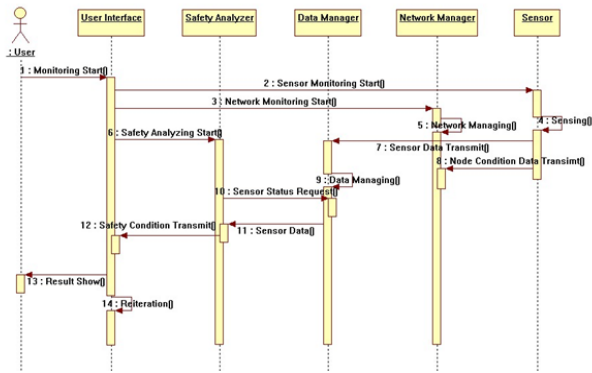 User Interface
Safety Analyzer
Data Manager
Network Manager
Sensor
: User
1 : Monitoring Start()
2 : Sensor Monitoring Start()
3 : Network Monitoring Start()
4 : Sensing()
5 : Network Managing()
6 : Safety Analyzing Start()
7 : Sensor Data Transmit()
8 : Node Condition Data Transimt()
9 : Data Managing()
10 : Sensor Status Request()
11 : Sensor Data()
12 : Safety Condition Transmit()
13 : Result Show()
14 : Reiteration()